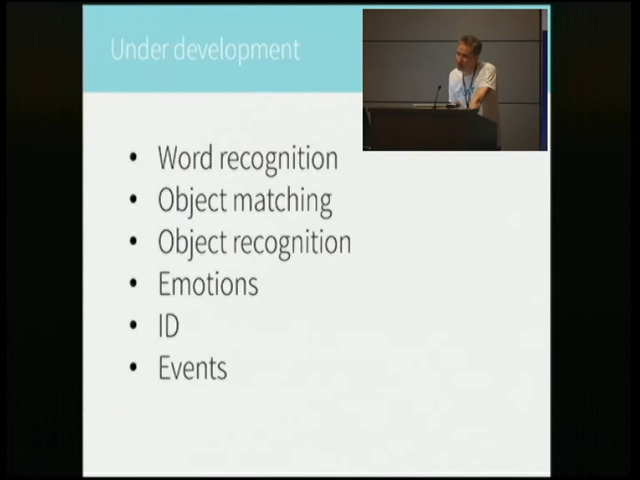 Under development
• Word recognition
• Object matching
• Object recognition
• Emotions
• ID
• Events